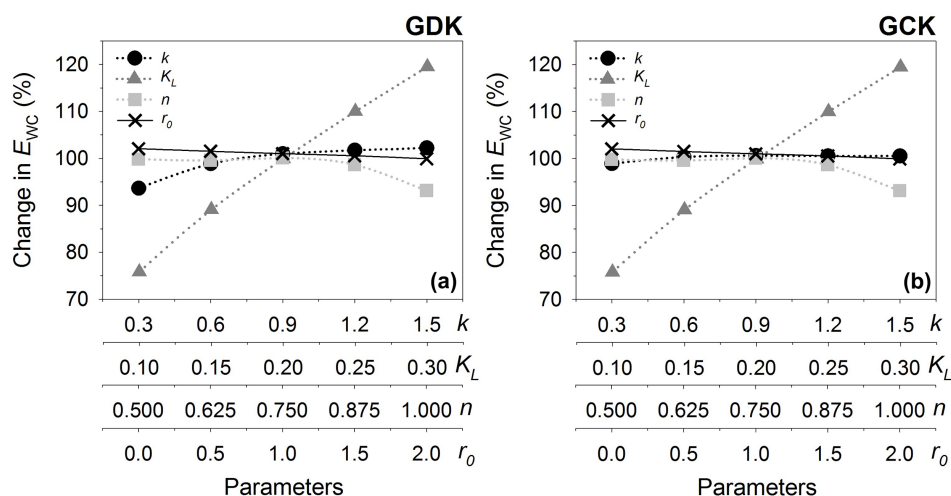 GDK
GCK
k
K_L
n
r_0
k
K_L
n
r_0
Change in E_WC (%)
120
110
100
90
80
70
Change in E_WC (%)
120
110
100
90
80
70
(a)
(b)
0.3 0.6 0.9 1.2 1.5 k
0.10 0.15 0.20 0.25 0.30 K_L
0.500 0.625 0.750 0.875 1.000 n
0.0 0.5 1.0 1.5 2.0 r_0
Parameters
0.3 0.6 0.9 1.2 1.5 k
0.10 0.15 0.20 0.25 0.30 K_L
0.500 0.625 0.750 0.875 1.000 n
0.0 0.5 1.0 1.5 2.0 r_0
Parameters